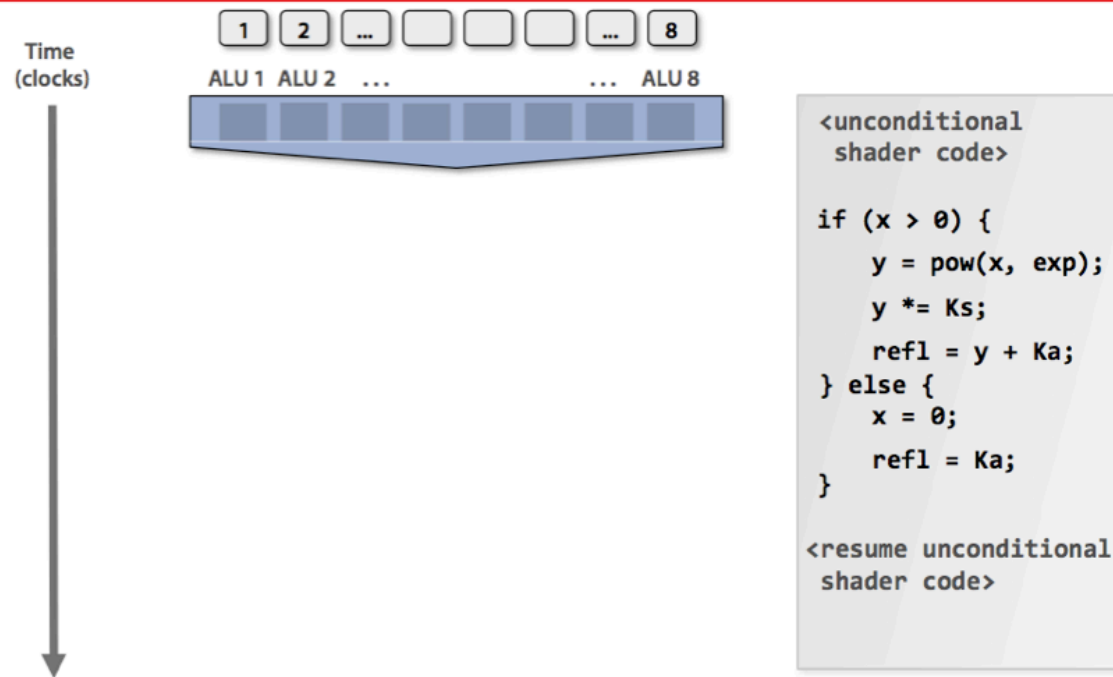 1 2 ... ... 8
Time
(clocks)
ALU 1 ALU 2 ... ... ALU 8
<unconditional
shader code>
if (x > 0) {
y = pow(x, exp);
y *= Ks;
refl = y + Ka;
} else {
x = 0;
refl = Ka;
}
<resume unconditional
shader code>